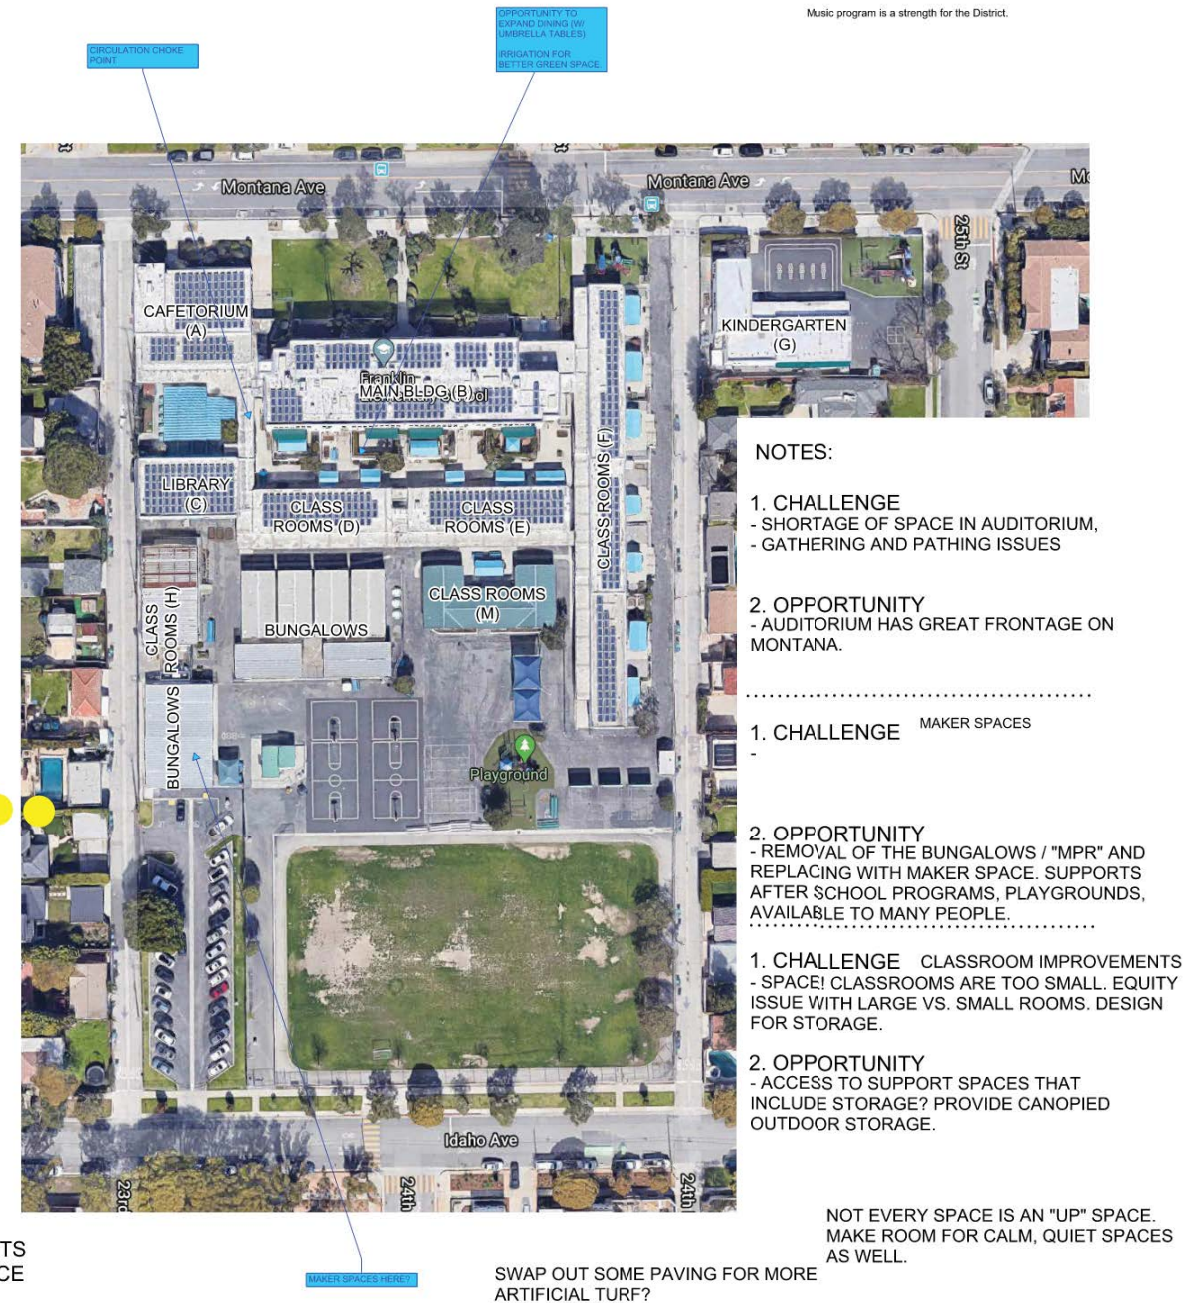 Music program is a strength for the District.
OPPORTUNITY TO
EXPAND DINING (W/
UMBRELLA TABLES)
IRRIGATION FOR
BETTER GREEN SPACE.
CIRCULATION CHOKE
POINT
Montana Ave
Montana Ave
25th St
CAFETORIUM
(A)
KINDERGARTEN
(G)
Franklin
MAIN BLDG (B)
LIBRARY
(C)
CLASS
ROOMS (D)
CLASS
ROOMS (E)
CLASS ROOMS (F)
CLASS
ROOMS (H)
BUNGALOWS
CLASS ROOMS
(M)
BUNGALOWS
Playground
Idaho Ave
23rd
24th
24th
NOTES:
1. CHALLENGE
- SHORTAGE OF SPACE IN AUDITORIUM,
- GATHERING AND PATHING ISSUES
2. OPPORTUNITY
- AUDITORIUM HAS GREAT FRONTAGE ON
MONTANA.
1. CHALLENGE MAKER SPACES
-
2. OPPORTUNITY
- REMOVAL OF THE BUNGALOWS / "MPR" AND
REPLACING WITH MAKER SPACE. SUPPORTS
AFTER SCHOOL PROGRAMS, PLAYGROUNDS,
AVAILABLE TO MANY PEOPLE.
1. CHALLENGE CLASSROOM IMPROVEMENTS
- SPACE! CLASSROOMS ARE TOO SMALL. EQUITY
ISSUE WITH LARGE VS. SMALL ROOMS. DESIGN
FOR STORAGE.
2. OPPORTUNITY
- ACCESS TO SUPPORT SPACES THAT
INCLUDE STORAGE? PROVIDE CANOPIED
OUTDOOR STORAGE.
NOT EVERY SPACE IS AN "UP" SPACE.
MAKE ROOM FOR CALM, QUIET SPACES
AS WELL.
TS
CE
MAKER SPACES HERE?
SWAP OUT SOME PAVING FOR MORE
ARTIFICIAL TURF?